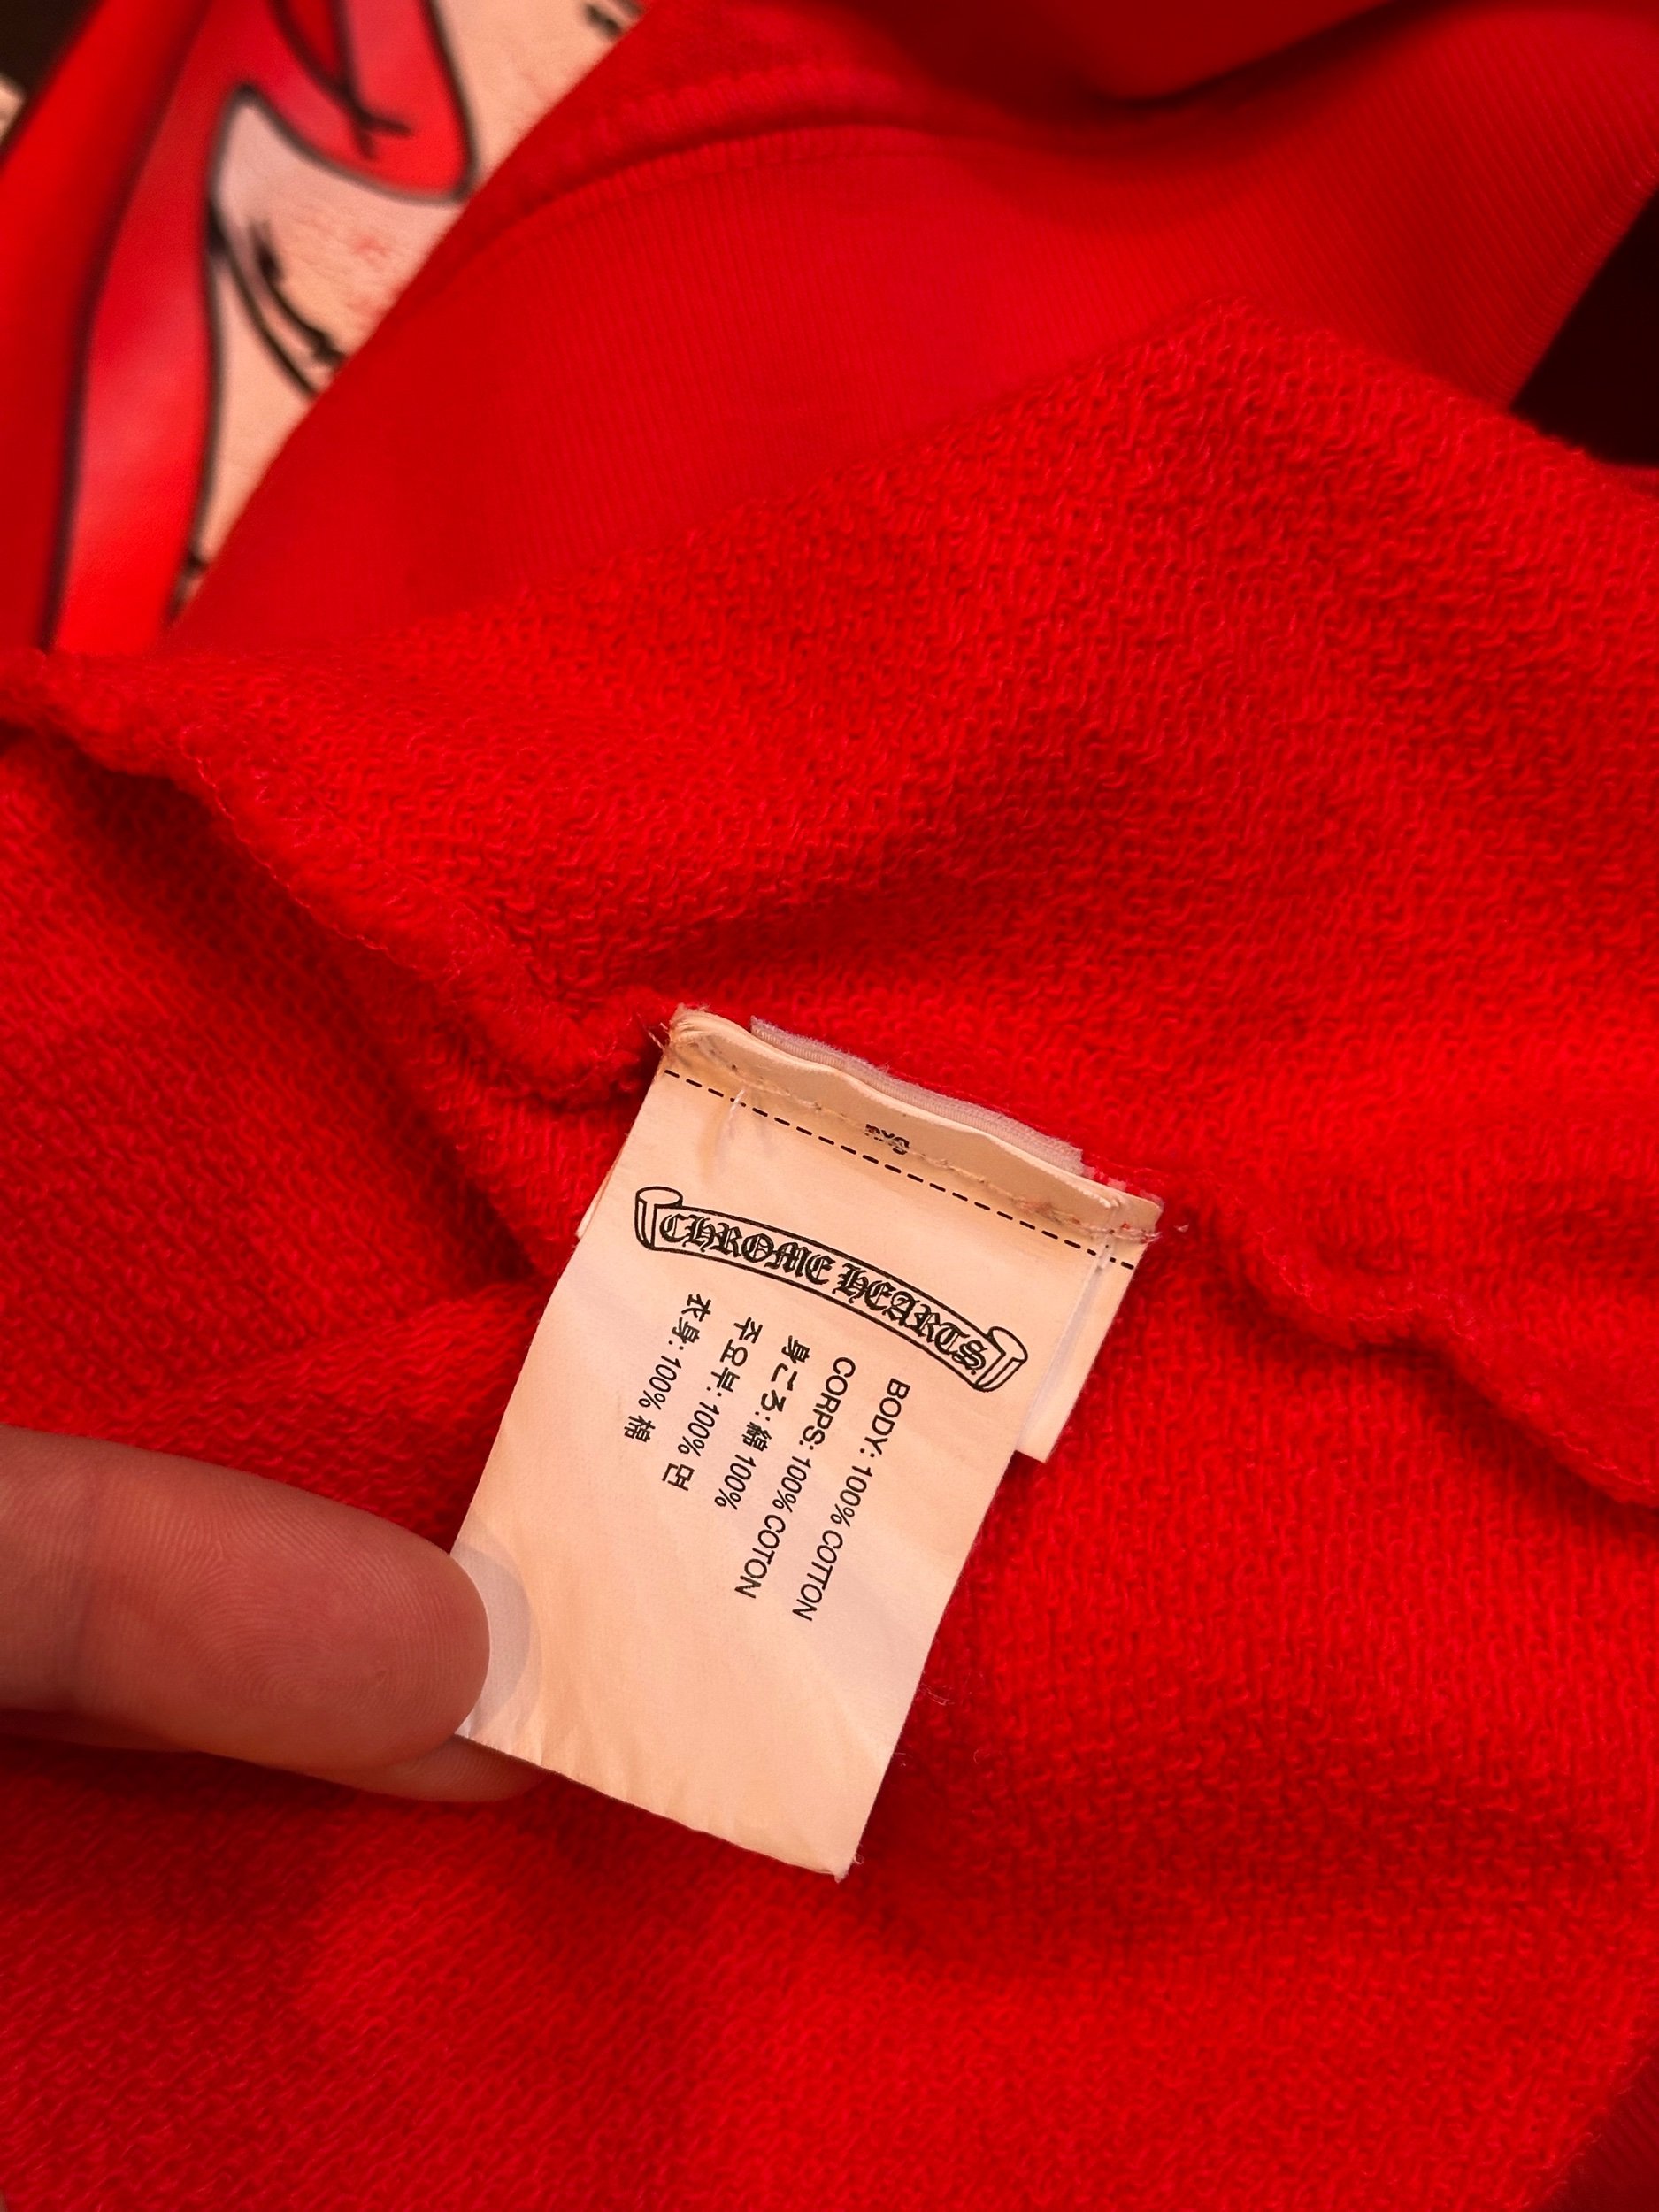 CHROME HEARTS
BODY: 100% COTTON
CORPS: 100% COTON
身ごろ: 綿 100%
주요부: 100% 면
衣身: 100% 棉